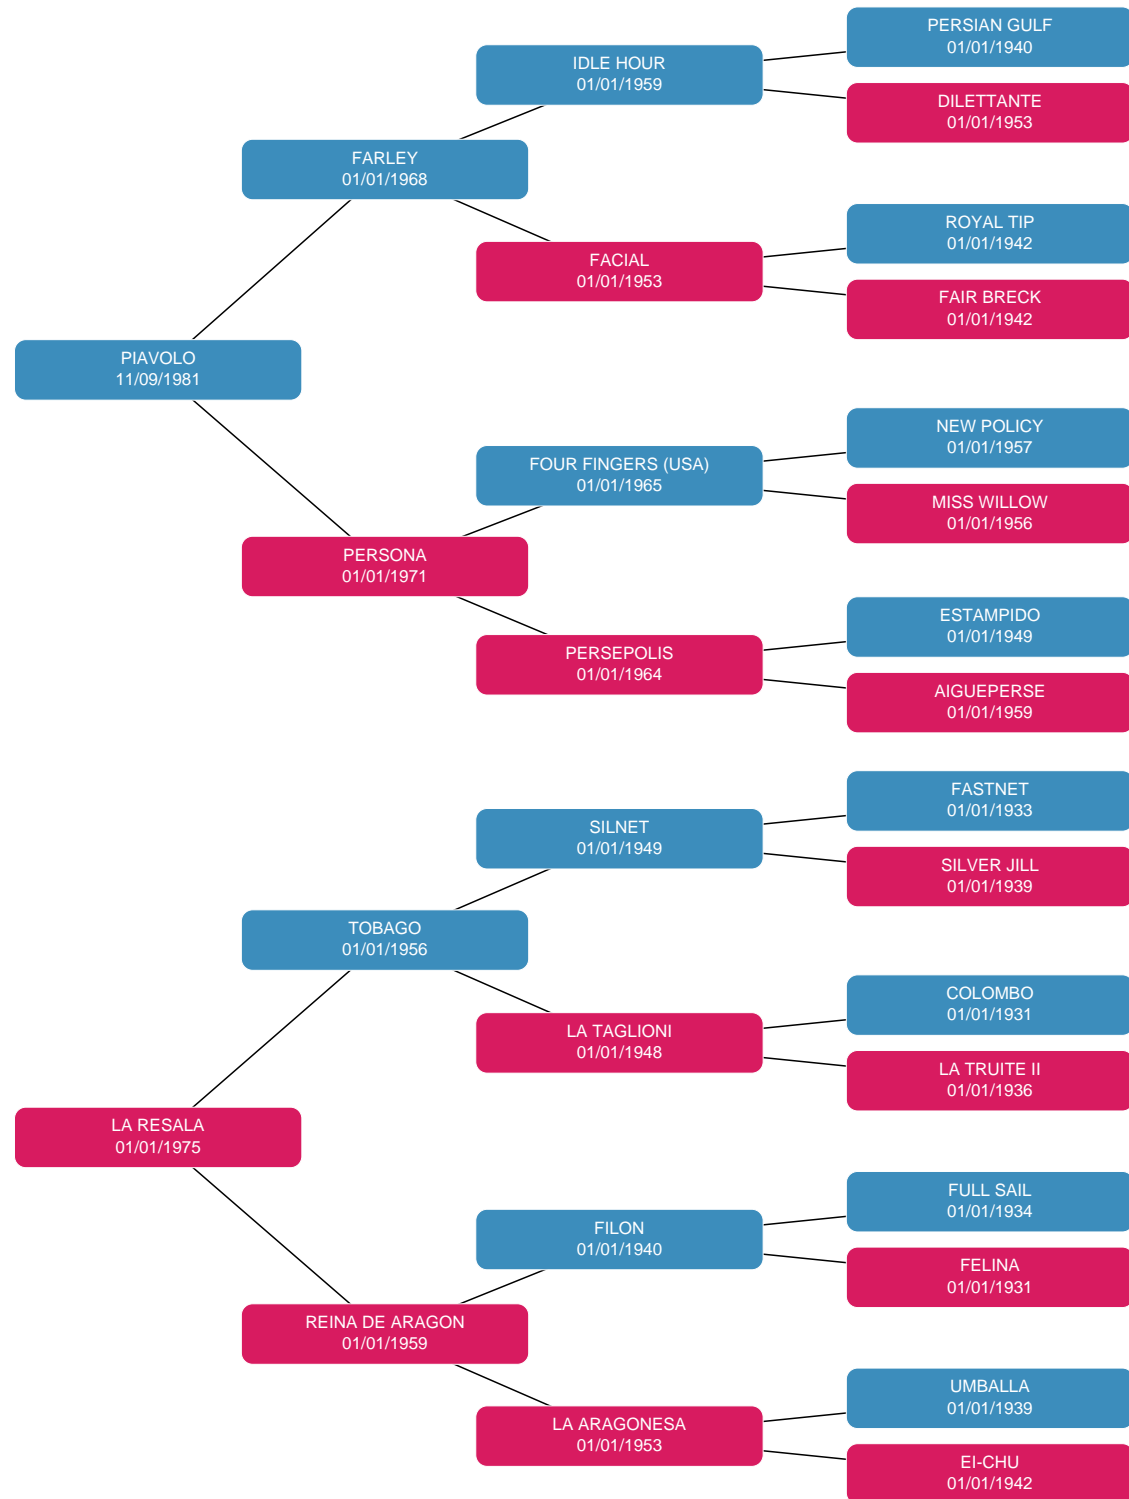 PERSIAN GULF
01/01/1940
IDLE HOUR
01/01/1959
DILETTANTE
01/01/1953
FARLEY
01/01/1968
ROYAL TIP
01/01/1942
FACIAL
01/01/1953
FAIR BRECK
01/01/1942
PIAVOLO
11/09/1981
NEW POLICY
01/01/1957
FOUR FINGERS (USA)
01/01/1965
MISS WILLOW
01/01/1956
PERSONA
01/01/1971
ESTAMPIDO
01/01/1949
PERSEPOLIS
01/01/1964
AIGUEPERSE
01/01/1959
FASTNET
01/01/1933
SILNET
01/01/1949
SILVER JILL
01/01/1939
TOBAGO
01/01/1956
COLOMBO
01/01/1931
LA TAGLIONI
01/01/1948
LA TRUITE II
01/01/1936
LA RESALA
01/01/1975
FULL SAIL
01/01/1934
FILON
01/01/1940
FELINA
01/01/1931
REINA DE ARAGON
01/01/1959
UMBALLA
01/01/1939
LA ARAGONESA
01/01/1953
EI-CHU
01/01/1942